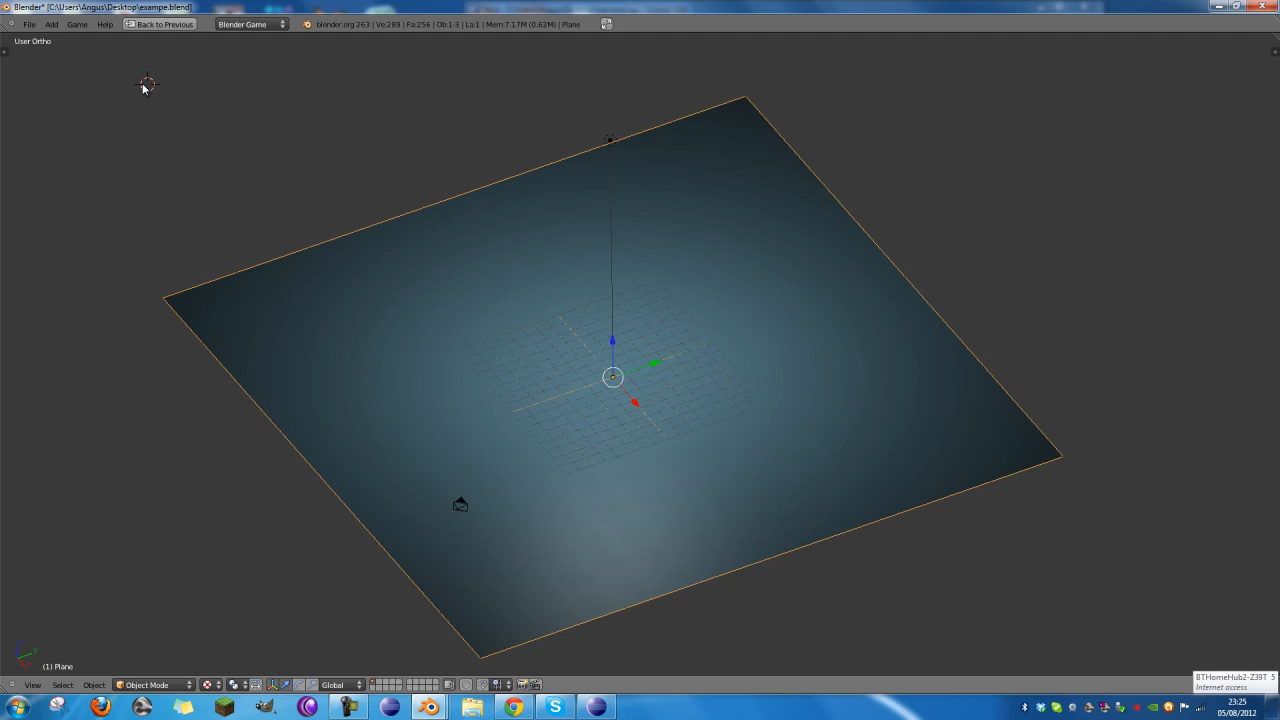 Blender* [C:\Users\Angus\Desktop\exampe.blend]
File Add Game Help Back to Previous Blender Game blender.org 263 | Ve:289 | Fa:256 | Ob:1-3 | La:1 | Mem:7.17M (0.62M) | Plane
User Ortho
y
(1) Plane
View Select Object Object Mode Global
BTHomeHub2-Z39T 5
Internet access
23:25
05/08/2012